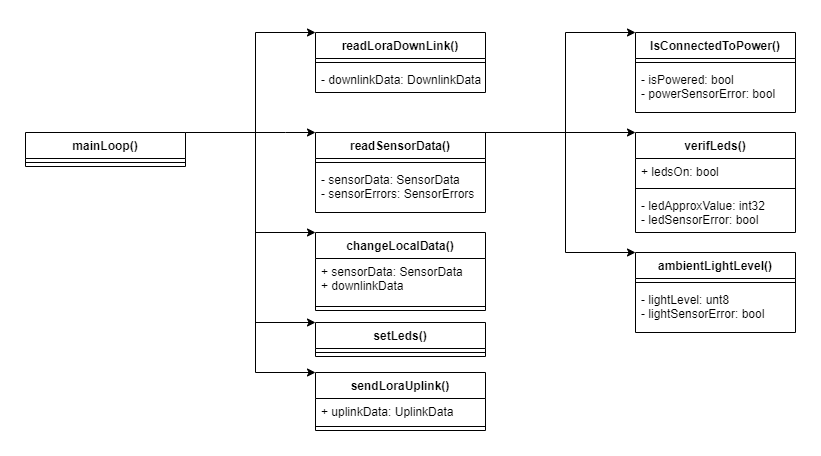 mainLoop()
readLoraDownLink()
- downlinkData: DownlinkData
readSensorData()
- sensorData: SensorData
- sensorErrors: SensorErrors
changeLocalData()
+ sensorData: SensorData
+ downlinkData
setLeds()
sendLoraUplink()
+ uplinkData: UplinkData
IsConnectedToPower()
- isPowered: bool
- powerSensorError: bool
verifLeds()
+ ledsOn: bool
- ledApproxValue: int32
- ledSensorError: bool
ambientLightLevel()
- lightLevel: unt8
- lightSensorError: bool